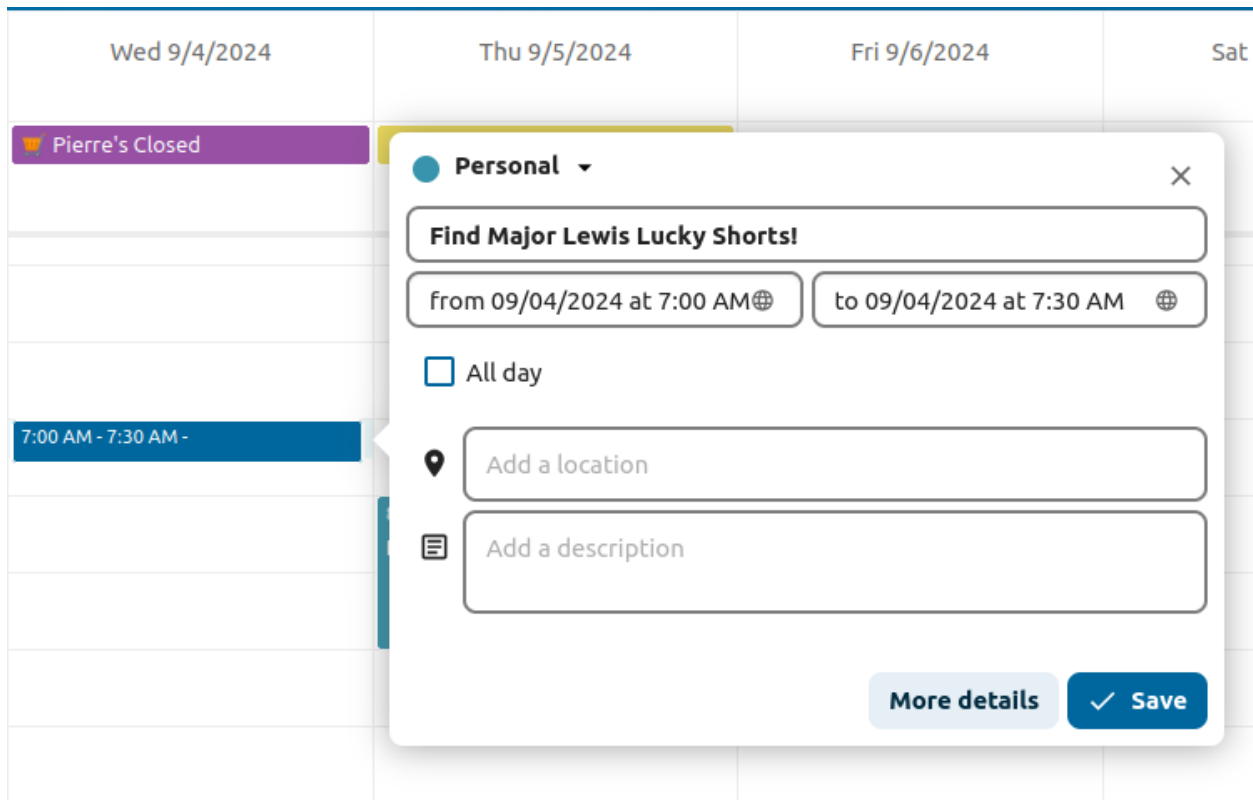 Wed 9/4/2024
Thu 9/5/2024
Fri 9/6/2024
Sat
Pierre's Closed
Personal
Find Major Lewis Lucky Shorts!
from 09/04/2024 at 7:00 AM
to 09/04/2024 at 7:30 AM
All day
7:00 AM - 7:30 AM -
Add a location
Add a description
More details
Save